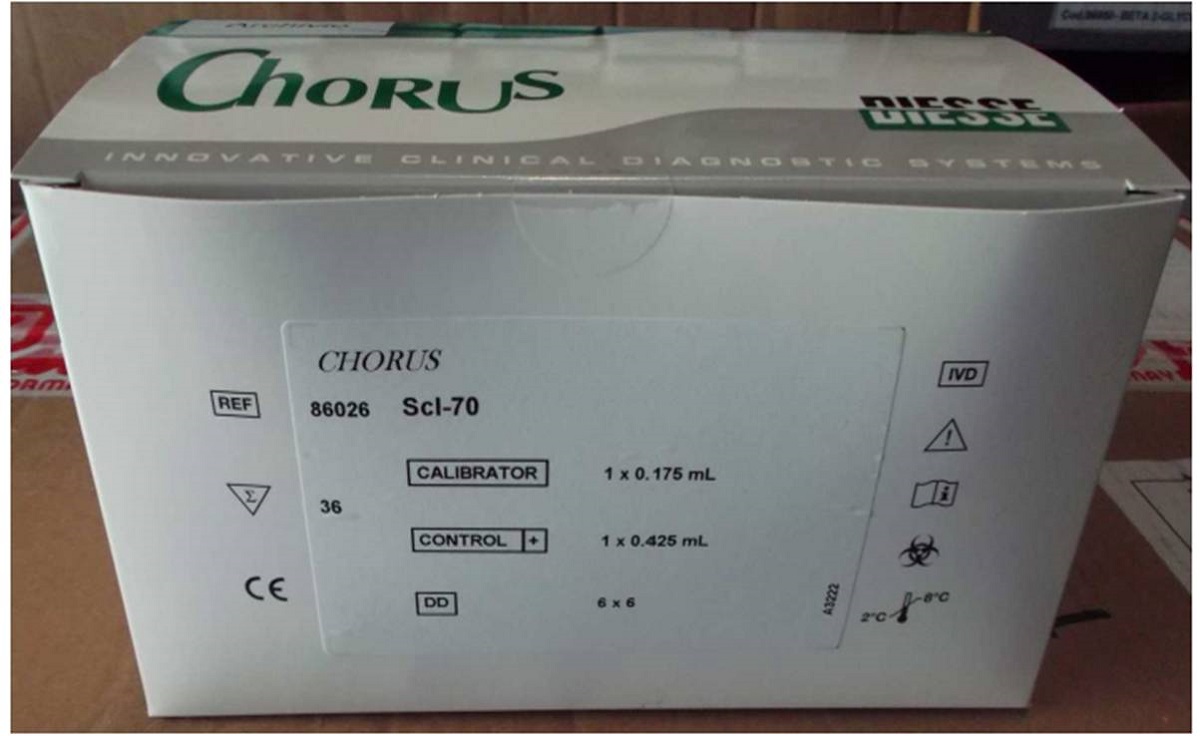 CHORUS
DIESSE
INNOVATIVE CLINICAL DIAGNOSTIC SYSTEMS
CHORUS
REF 86026 Scl-70
IVD
CALIBRATOR 1 x 0.175 mL
Σ 36
CONTROL + 1 x 0.425 mL
CE
DD 6 x 6
A3222
2°C 8°C